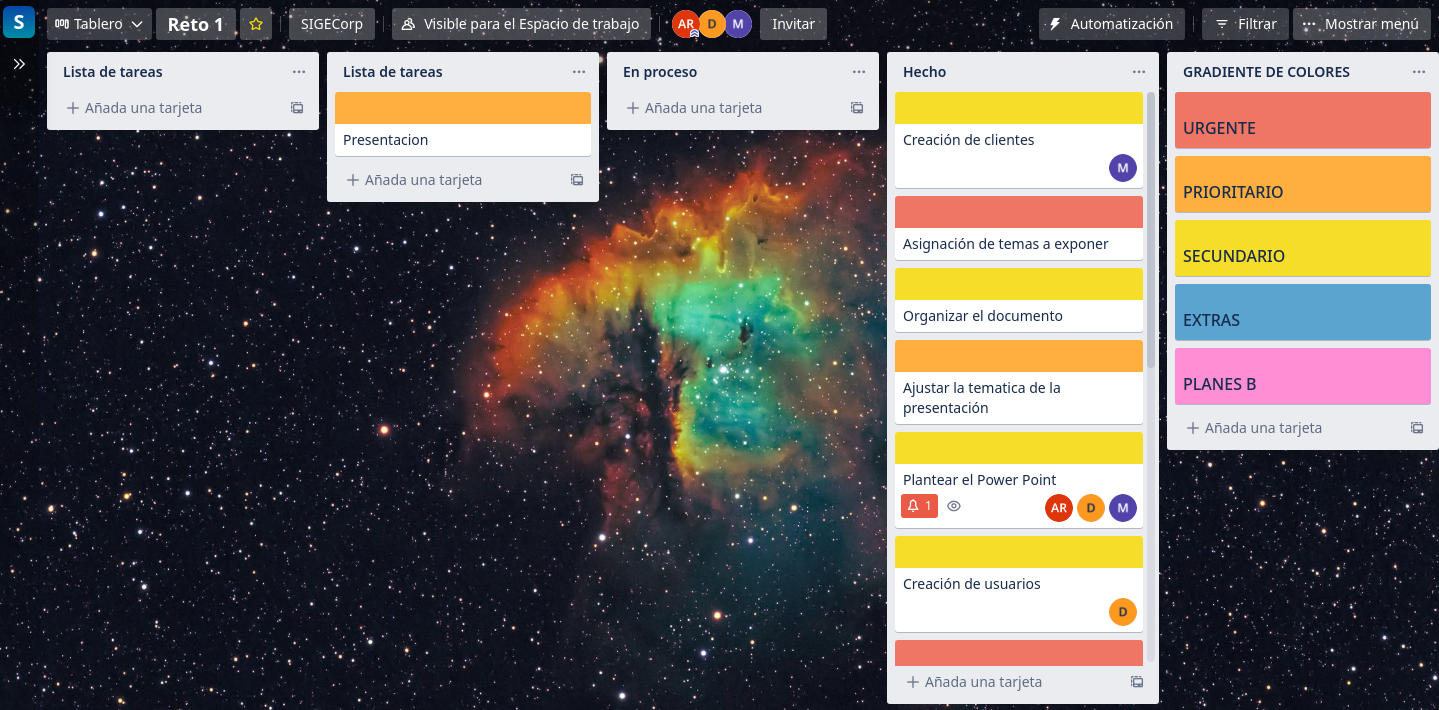 S
Tablero
Reto 1
SIGECorp
Visible para el Espacio de trabajo
AR
D
M
Invitar
Automatización
Filtrar
Mostrar menú
Lista de tareas
Añada una tarjeta
Lista de tareas
Presentacion
Añada una tarjeta
En proceso
Añada una tarjeta
Hecho
Creación de clientes
M
Asignación de temas a exponer
Organizar el documento
Ajustar la tematica de la
presentación
Plantear el Power Point
1
AR
D
M
Creación de usuarios
D
Añada una tarjeta
GRADIENTE DE COLORES
URGENTE
PRIORITARIO
SECUNDARIO
EXTRAS
PLANES B
Añada una tarjeta